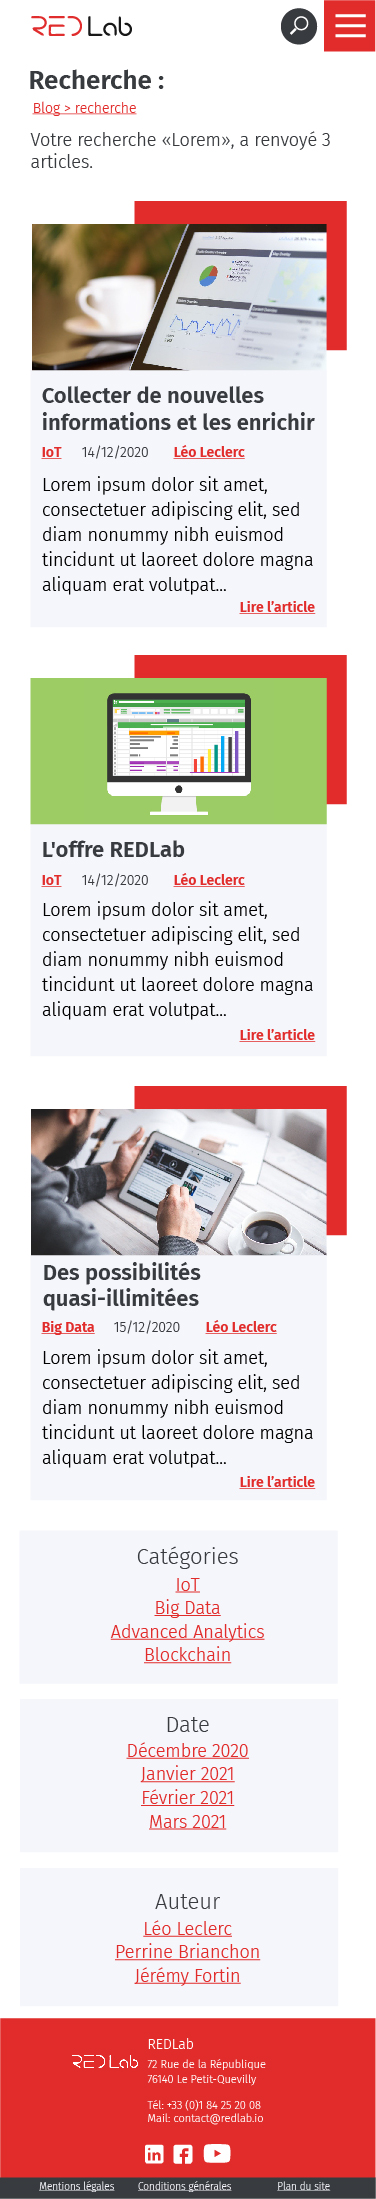 REDLab
Recherche :
Blog > recherche
Votre recherche «Lorem», a renvoyé 3
articles.
Collecter de nouvelles
informations et les enrichir
IoT 14/12/2020 Léo Leclerc
Lorem ipsum dolor sit amet,
consectetuer adipiscing elit, sed
diam nonummy nibh euismod
tincidunt ut laoreet dolore magna
aliquam erat volutpat...
Lire l’article
L'offre REDLab
IoT 14/12/2020 Léo Leclerc
Lorem ipsum dolor sit amet,
consectetuer adipiscing elit, sed
diam nonummy nibh euismod
tincidunt ut laoreet dolore magna
aliquam erat volutpat...
Lire l’article
Des possibilités
quasi-illimitées
Big Data 15/12/2020 Léo Leclerc
Lorem ipsum dolor sit amet,
consectetuer adipiscing elit, sed
diam nonummy nibh euismod
tincidunt ut laoreet dolore magna
aliquam erat volutpat...
Lire l’article
Catégories
IoT
Big Data
Advanced Analytics
Blockchain
Date
Décembre 2020
Janvier 2021
Février 2021
Mars 2021
Auteur
Léo Leclerc
Perrine Brianchon
Jérémy Fortin
REDLab
REDLab
72 Rue de la République
76140 Le Petit-Quevilly
Tél: +33 (0)1 84 25 20 08
Mail: contact@redlab.io
Mentions légales Conditions générales Plan du site